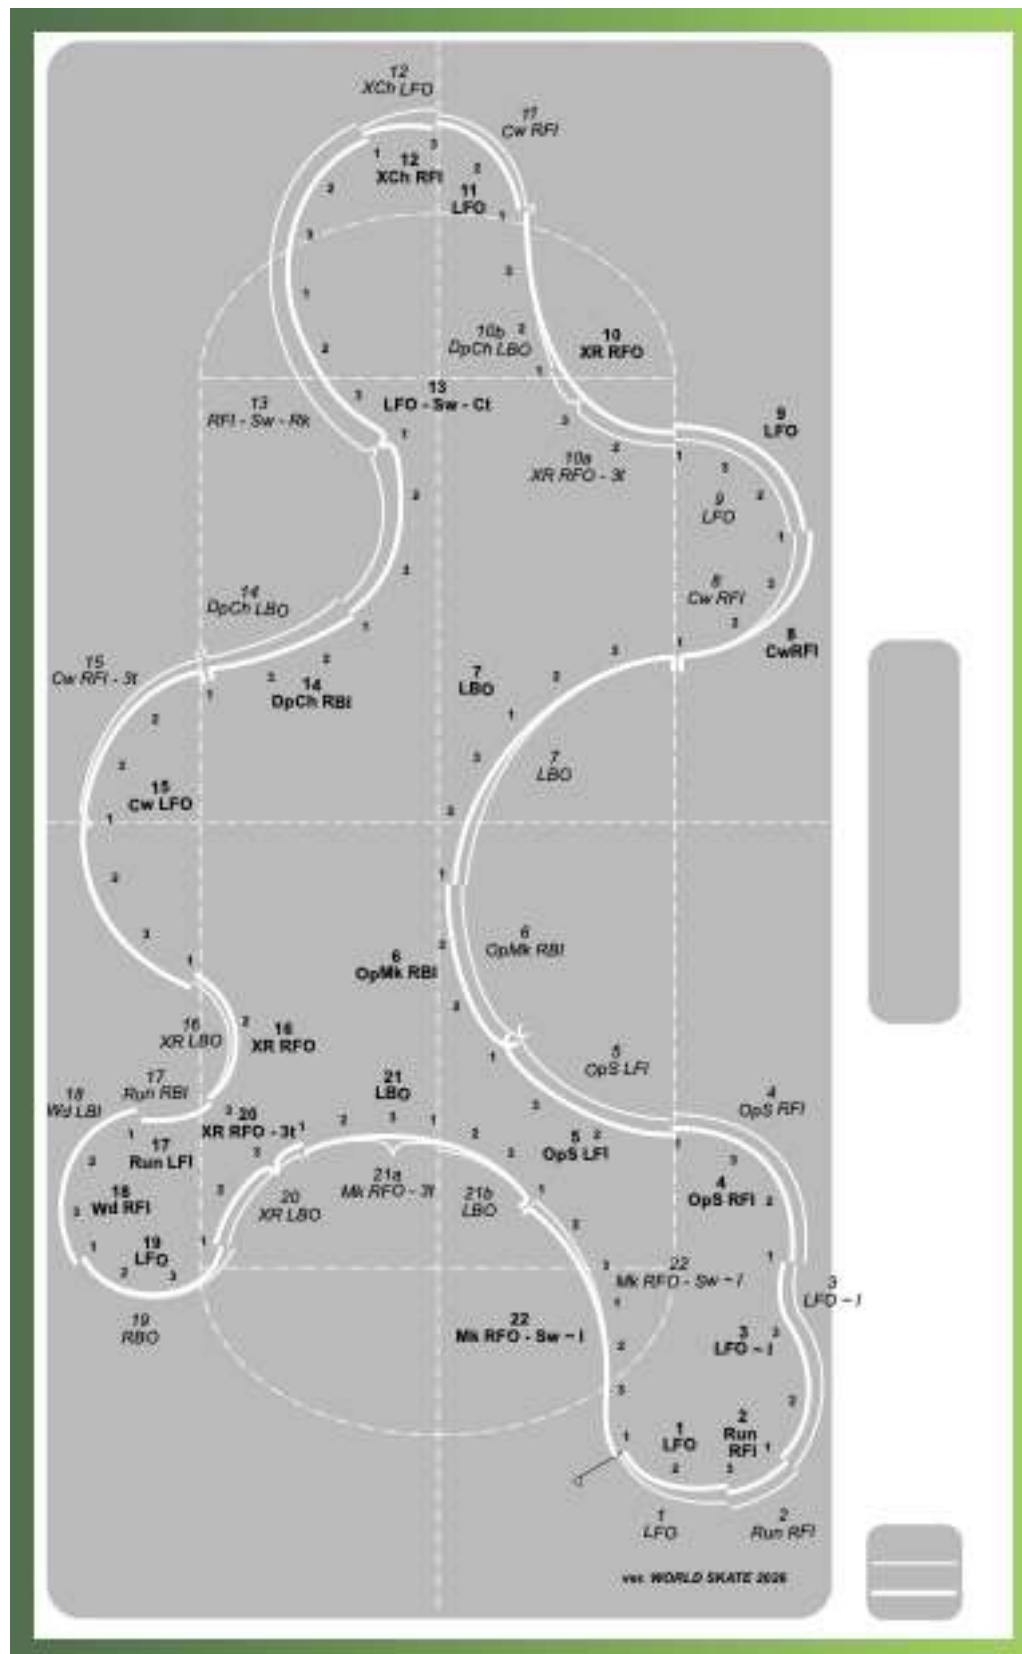 12
XCh LFO
11
Cw RFI
12
XCh RFI
11
LFO
10b
DpCh LBO
10
XR RFO
13
RFI - Sw - Rk
13
LFO - Sw - Ct
9
LFO
10a
XR RFO - 3t
9
LFO
14
DpCh LBO
8
Cw RFI
8
CwRFI
15
Cw RFI - 3t
14
DpCh RBI
7
LBO
7
LBO
15
Cw LFO
6
OpMk RBI
6
OpMk RBI
16
XR LBO
16
XR RFO
5
OpS LFI
17
Run RBI
18
Wd LBI
21
LBO
4
OpS RFI
20
XR RFO - 3t
17
Run LFI
5
OpS LFI
18
Wd RFI
20
XR LBO
21a
Mk RFO - 3t
21b
LBO
4
OpS RFI
19
LFO
22
Mk RFO - Sw ~ I
3
LFO ~ I
19
RBO
22
Mk RFO - Sw ~ I
3
LFO ~ I
1
LFO
2
Run
RFI
1
LFO
2
Run RFI
ver. WORLD SKATE 2026